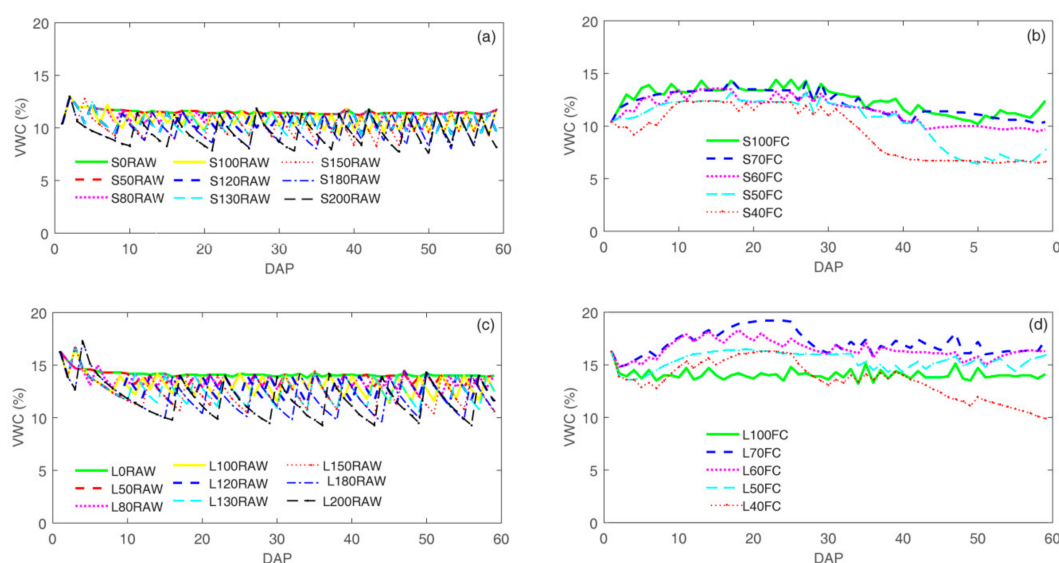 (a)
VWC (%)
20
15
10
5
0
S0RAW S100RAW S150RAW
S50RAW S120RAW S180RAW
S80RAW S130RAW S200RAW
0 10 20 30 40 50 60
DAP
(b)
VWC (%)
20
15
10
5
0
S100FC
S70FC
S60FC
S50FC
S40FC
0 10 20 30 40 5 0
DAP
(c)
VWC (%)
20
15
10
5
0
L0RAW L100RAW L150RAW
L50RAW L120RAW L180RAW
L80RAW L130RAW L200RAW
0 10 20 30 40 50 60
DAP
(d)
VWC (%)
20
15
10
5
0
L100FC
L70FC
L60FC
L50FC
L40FC
0 10 20 30 40 50 60
DAP